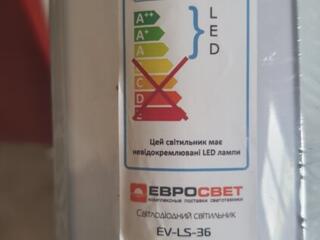 A++
A+
A
B
C
D
E
L
E
D
Цей світильник має
невідокремлювані LED лампи
ЕВРОСВЕТ
комплексные поставки светотехники
Світлодіодний світильник
EV-LS-36